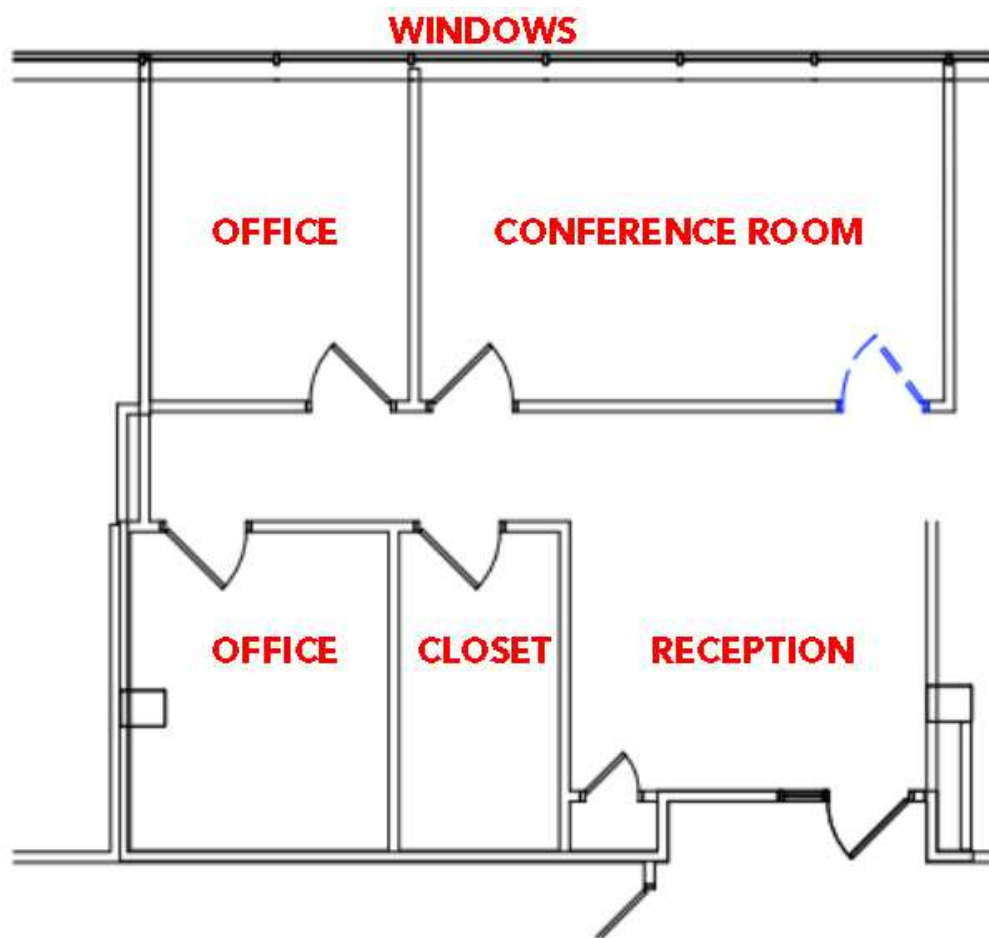 WINDOWS
OFFICE
CONFERENCE ROOM
OFFICE
CLOSET
RECEPTION